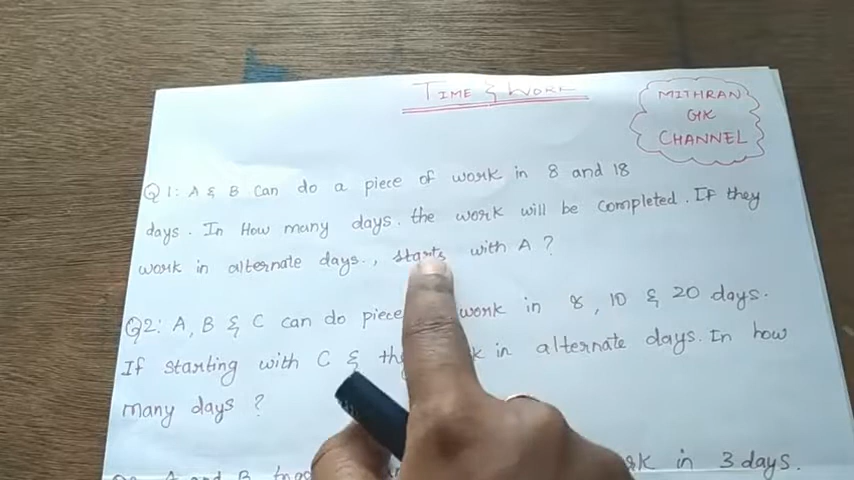 TIME & WORK
MITHRAN
GK
CHANNEL
Q1: A & B can do a piece of work in 8 and 18
days. In How many days. the work will be completed. If they
work in alternate days., starts with A ?
Q2: A, B & C can do piece work in 8, 10 & 20 days.
If starting with C & in alternate days. In how
many days ?
A and B in 3 days.